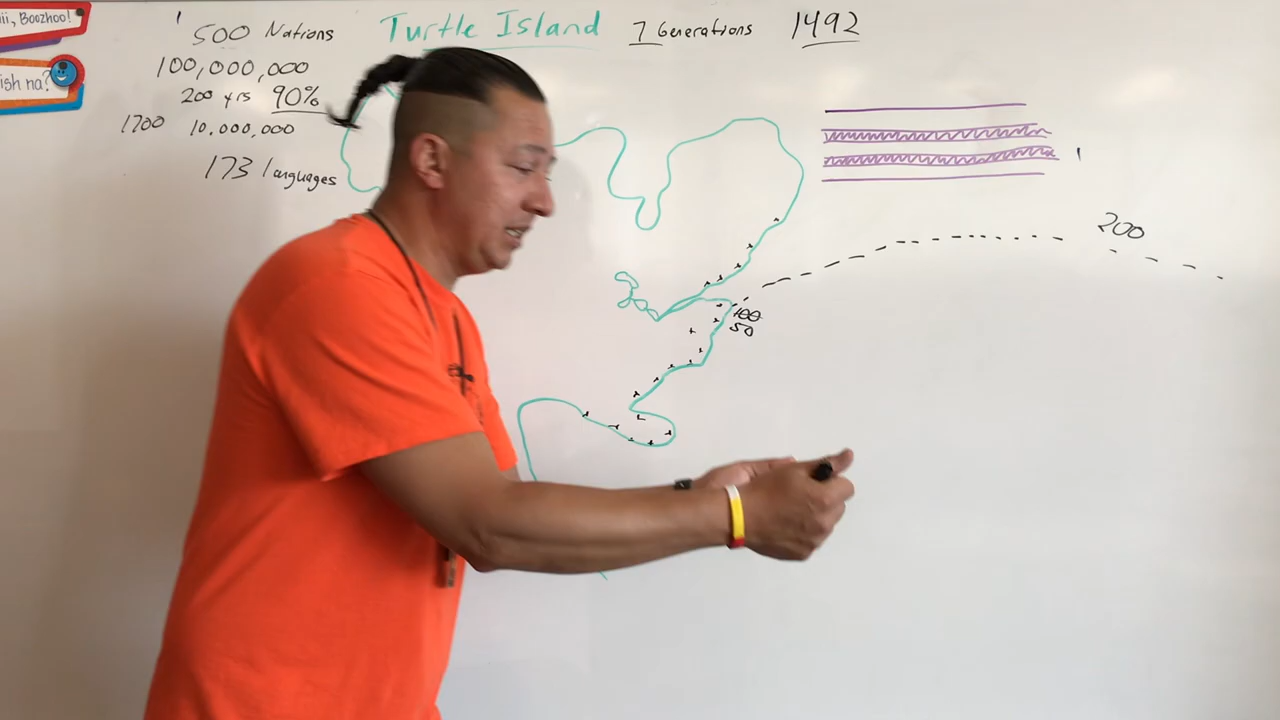 ii, Boozhoo!
ish na?
500 Nations
100,000,000
200 yrs 90%
1700 10,000,000
173 languages
Turtle Island
7 Generations
1492
200
100
50